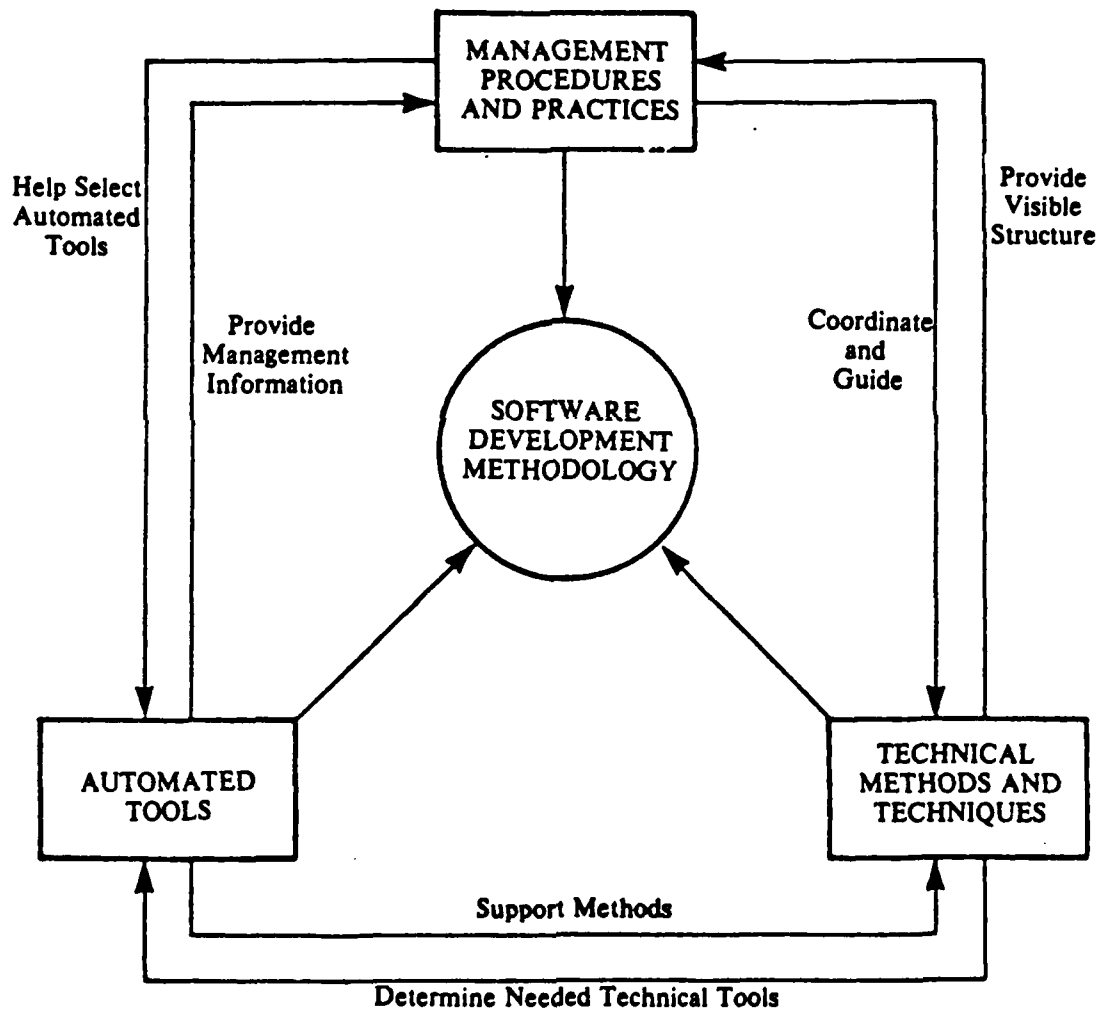 MANAGEMENT
PROCEDURES
AND PRACTICES
Help Select
Automated
Tools
Provide
Visible
Structure
Provide
Management
Information
Coordinate
and
Guide
SOFTWARE
DEVELOPMENT
METHODOLOGY
AUTOMATED
TOOLS
TECHNICAL
METHODS AND
TECHNIQUES
Support Methods
Determine Needed Technical Tools